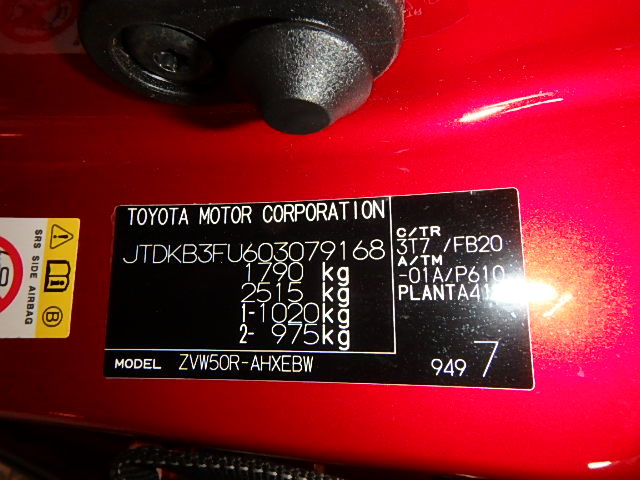 TOYOTA MOTOR CORPORATION
JTDKB3FU603079168
1790 kg
2515 kg
1-1020kg
2- 975kg
C/TR
3T7 /FB20
A/TM
-01A/P610
PLANTA41
MODEL ZVW50R-AHXEBW
949 7
SRS SIDE AIRBAG
B